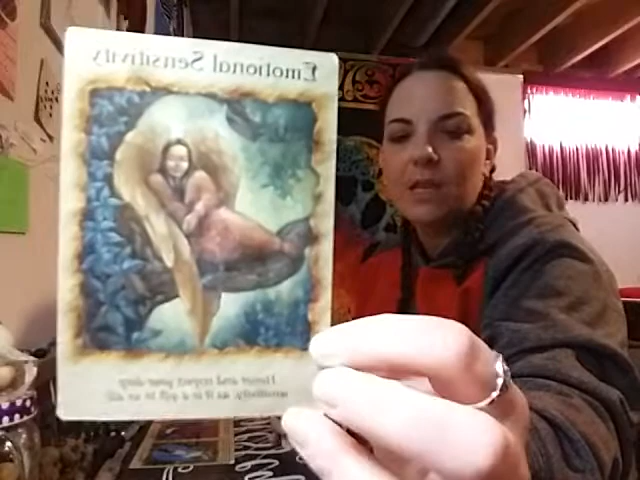 Emotional Sensitivity
Honor and respect your deep
sensitivity, as it is a gift to us all.